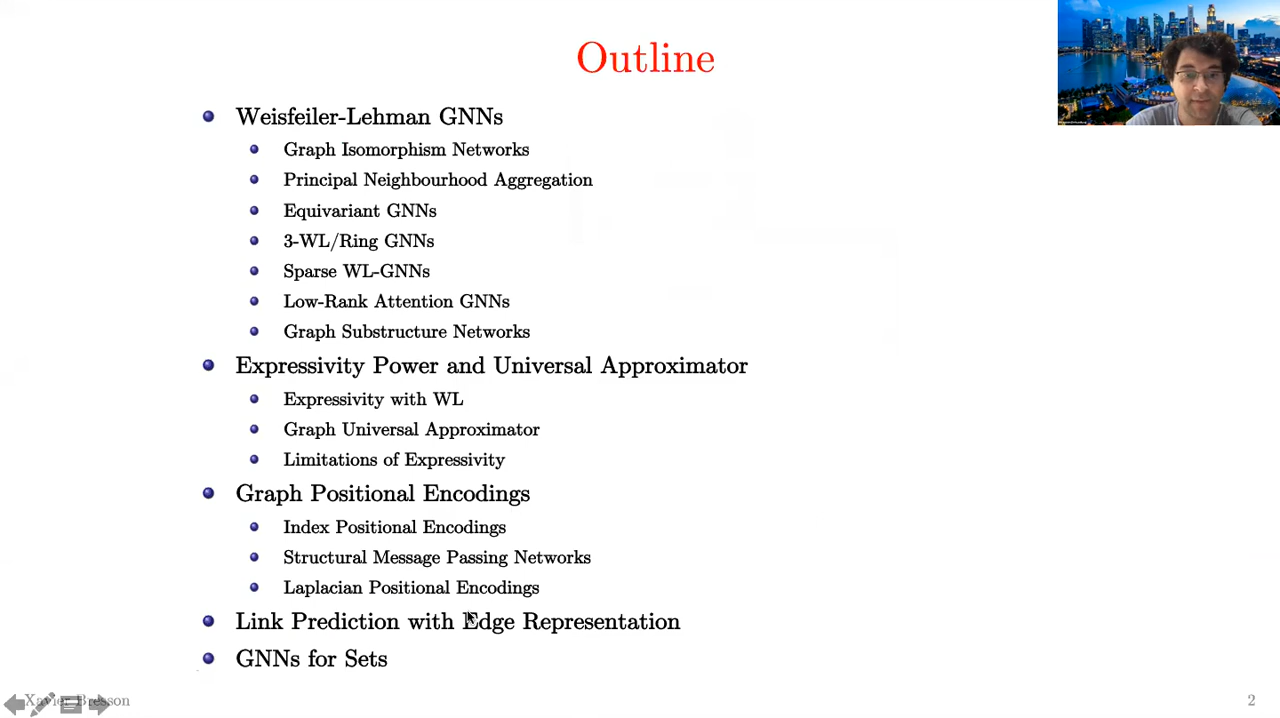 Outline
Weisfeiler-Lehman GNNs
Graph Isomorphism Networks
Principal Neighbourhood Aggregation
Equivariant GNNs
3-WL/Ring GNNs
Sparse WL-GNNs
Low-Rank Attention GNNs
Graph Substructure Networks
Expressivity Power and Universal Approximator
Expressivity with WL
Graph Universal Approximator
Limitations of Expressivity
Graph Positional Encodings
Index Positional Encodings
Structural Message Passing Networks
Laplacian Positional Encodings
Link Prediction with Edge Representation
GNNs for Sets
Xavier Bresson
2